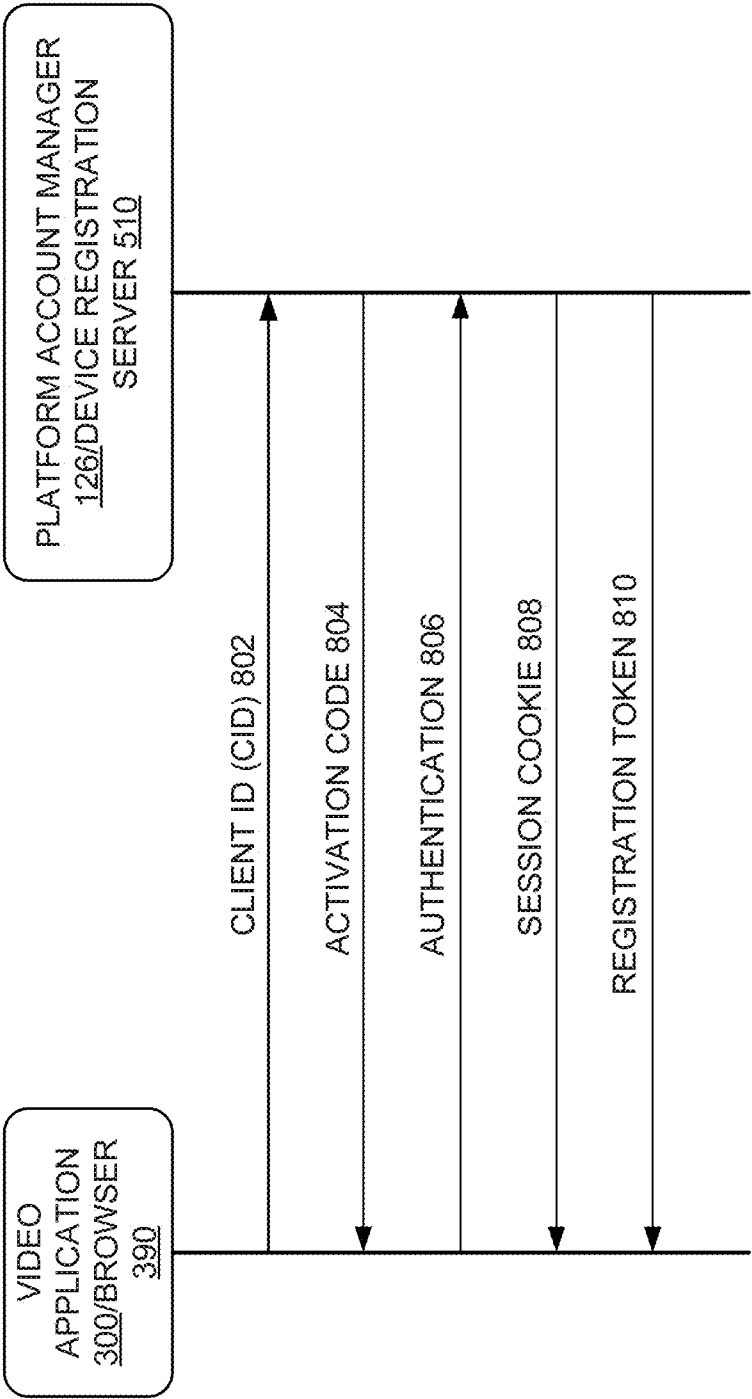 VIDEO
APPLICATION
300/BROWSER
390
PLATFORM ACCOUNT MANAGER
126/DEVICE REGISTRATION
SERVER 510
CLIENT ID (CID) 802
ACTIVATION CODE 804
AUTHENTICATION 806
SESSION COOKIE 808
REGISTRATION TOKEN 810